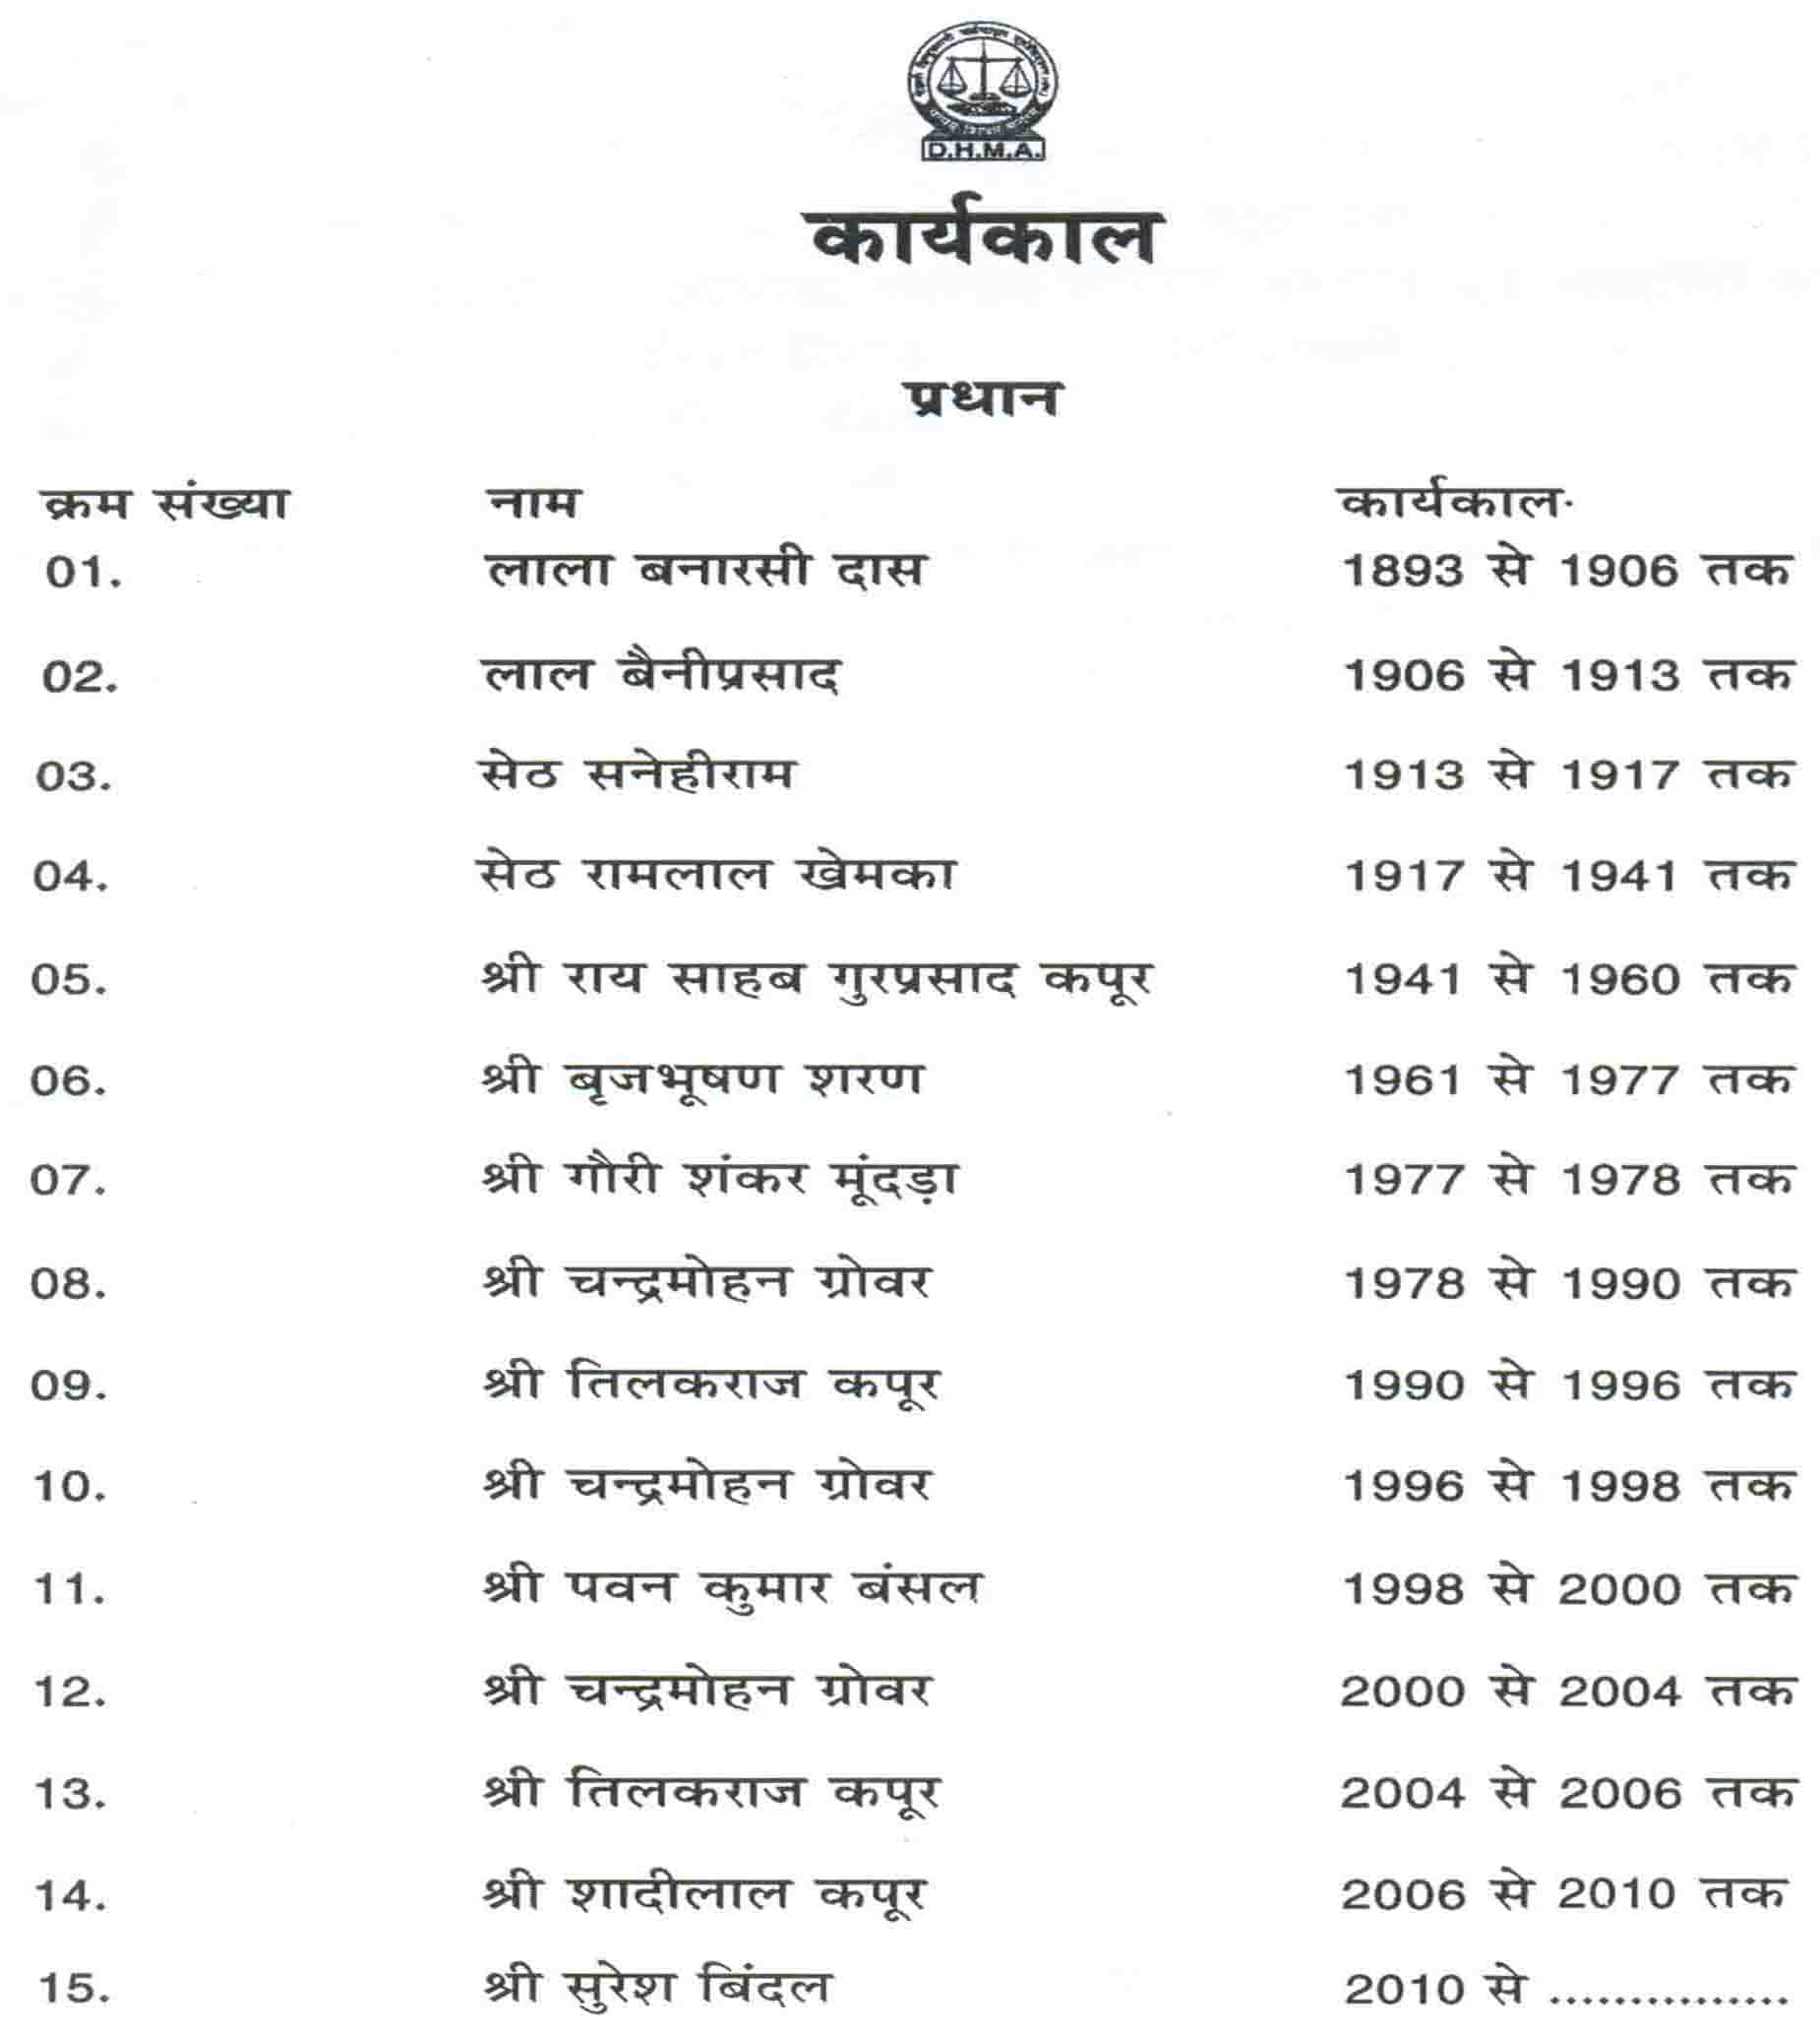 D.H.M.A.
कार्यकाल
प्रधान
क्रम संख्या नाम कार्यकाल
01. लाला बनारसी दास 1893 से 1906 तक
02. लाल बैनीप्रसाद 1906 से 1913 तक
03. सेठ सनेहीराम 1913 से 1917 तक
04. सेठ रामलाल खेमका 1917 से 1941 तक
05. श्री राय साहब गुरप्रसाद कपूर 1941 से 1960 तक
06. श्री बृजभूषण शरण 1961 से 1977 तक
07. श्री गौरी शंकर मूंदड़ा 1977 से 1978 तक
08. श्री चन्द्रमोहन ग्रोवर 1978 से 1990 तक
09. श्री तिलकराज कपूर 1990 से 1996 तक
10. श्री चन्द्रमोहन ग्रोवर 1996 से 1998 तक
11. श्री पवन कुमार बंसल 1998 से 2000 तक
12. श्री चन्द्रमोहन ग्रोवर 2000 से 2004 तक
13. श्री तिलकराज कपूर 2004 से 2006 तक
14. श्री शादीलाल कपूर 2006 से 2010 तक
15. श्री सुरेश बिंदल 2010 से ...............